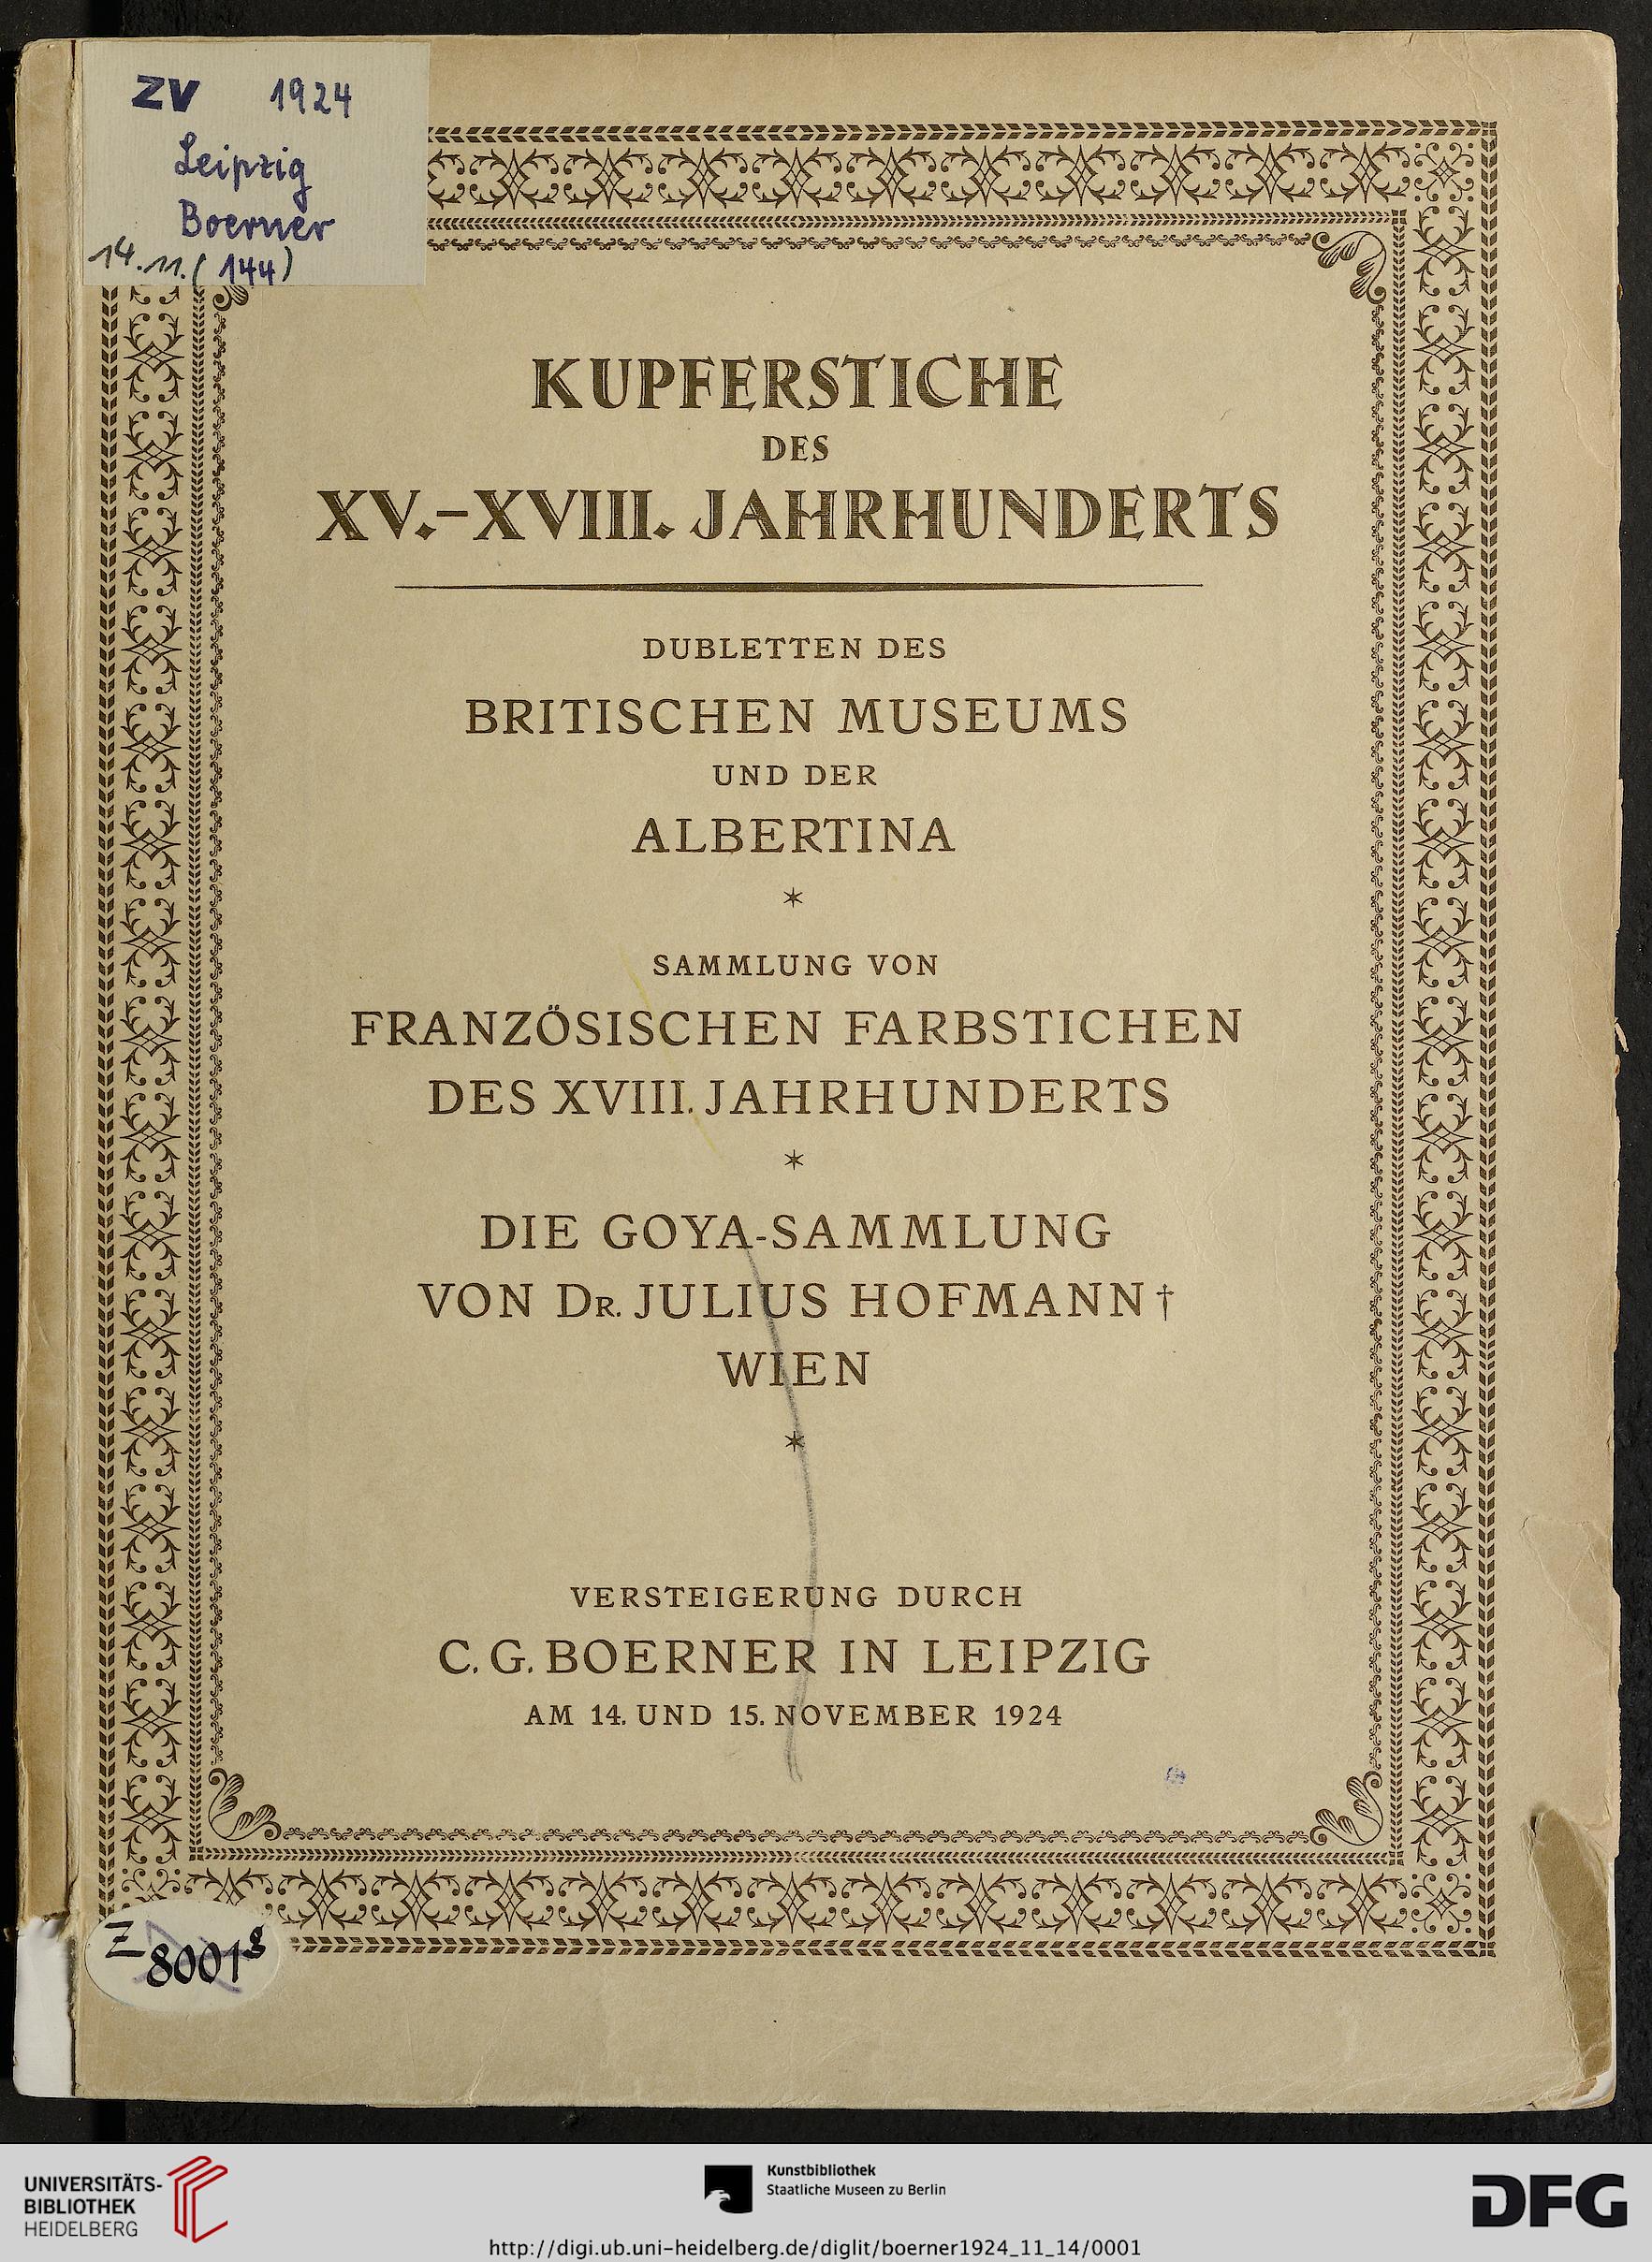 ZV 1924
Leipzig
Boerner
14.11.(144)
KUPFERSTICHE
DES
XV.-XVIII. JAHRHUNDERTS
DUBLETTEN DES
BRITISCHEN MUSEUMS
UND DER
ALBERTINA
*
SAMMLUNG VON
FRANZÖSISCHEN FARBSTICHEN
DES XVIII. JAHRHUNDERTS
*
DIE GOYA-SAMMLUNG
VON DR. JULIUS HOFMANN †
WIEN
*
VERSTEIGERUNG DURCH
C. G. BOERNER IN LEIPZIG
AM 14. UND 15. NOVEMBER 1924
Z 8001 g
UNIVERSITÄTS-
BIBLIOTHEK
HEIDELBERG
Kunstbibliothek
Staatliche Museen zu Berlin
DFG
http://digi.ub.uni-heidelberg.de/diglit/boerner1924_11_14/0001